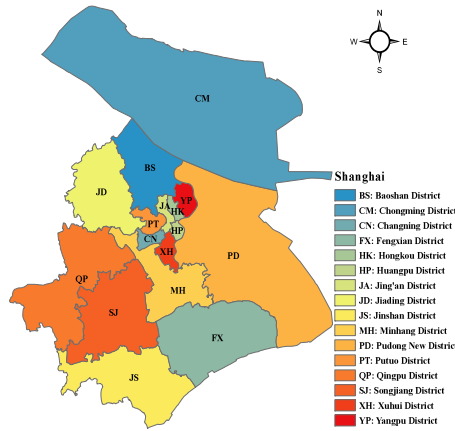 N
W E
S
CM
BS
JD
JA
YP
HK
PT
HP
CN
XH
PD
QP
MH
SJ
FX
JS
Shanghai
BS: Baoshan District
CM: Chongming District
CN: Changning District
FX: Fengxian District
HK: Hongkou District
HP: Huangpu District
JA: Jing'an District
JD: Jiading District
JS: Jinshan District
MH: Minhang District
PD: Pudong New District
PT: Putuo District
QP: Qingpu District
SJ: Songjiang District
XH: Xuhui District
YP: Yangpu District